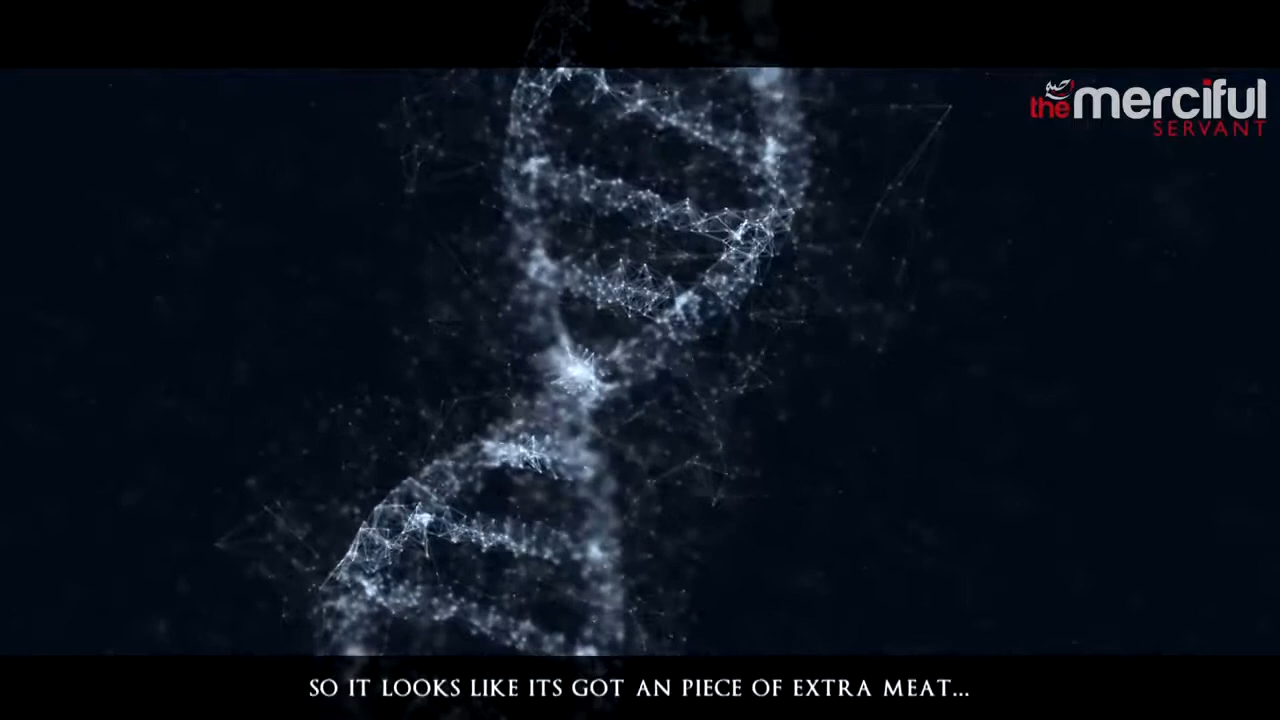 themerciful
SERVANT
SO IT LOOKS LIKE ITS GOT AN PIECE OF EXTRA MEAT...